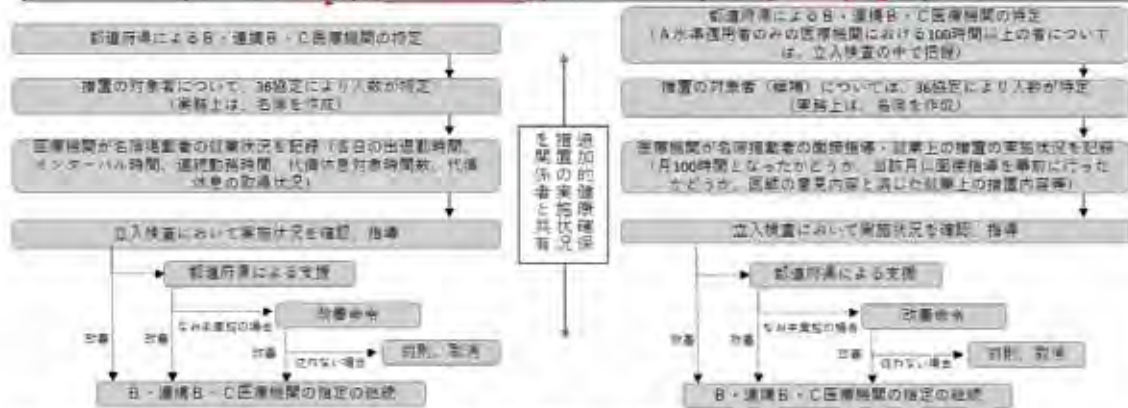 都道府県によるB・連携B・C医療機関の特定
措置の対象者について、36協定により人数が特定
(実務上は、名簿を作成)
医療機関が名簿掲載者の就業状況を記録(各日の出退勤時間、
インターバル時間、連続勤務時間、代償休息対象時間数、代償
休息の取得状況)
立入検査において実施状況を確認、指導
都道府県による支援
なお未履行の場合
改善命令
改善
改善
改善
従わない場合
罰則、取消
B・連携B・C医療機関の指定の継続
追加的健康確保
措置の実施状況
を関係者と共有
都道府県によるB・連携B・C医療機関の特定
(A水準適用者のみの医療機関における100時間以上の者について
は、立入検査の中で把握)
措置の対象者(候補)については、36協定により人数が特定
(実務上は、名簿を作成)
医療機関が名簿掲載者の面接指導・就業上の措置の実施状況を記録
(月100時間となったかどうか、当該月に面接指導を事前に行った
かどうか、医師の意見内容と講じた就業上の措置内容等)
立入検査において実施状況を確認、指導
都道府県による支援
なお未履行の場合
改善命令
改善
改善
改善
従わない場合
罰則、取消
B・連携B・C医療機関の指定の継続